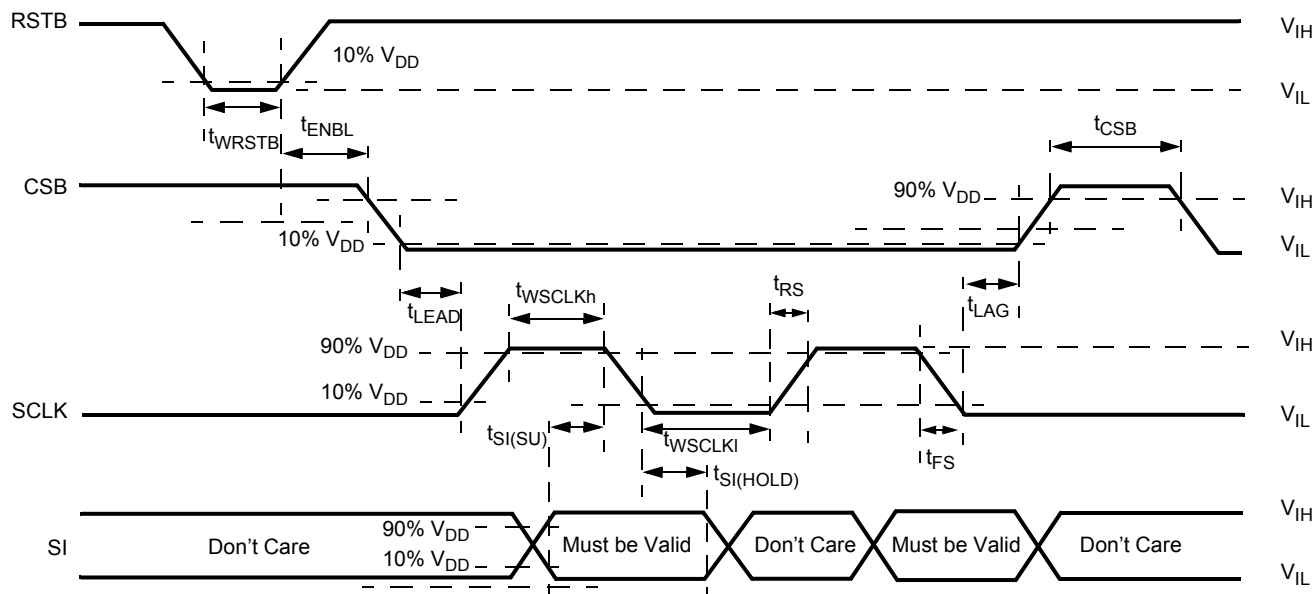 RSTB
V_IH
10% V_DD
V_IL
t_WRSTB
t_ENBL
t_CSB
CSB
90% V_DD
V_IH
10% V_DD
V_IL
t_LEAD
t_WSCLKh
t_RS
t_LAG
90% V_DD
V_IH
10% V_DD
SCLK
V_IL
t_SI(SU)
t_WSCLKl
t_FS
t_SI(HOLD)
V_IH
90% V_DD
SI
Don't Care
Must be Valid
Don't Care
Must be Valid
Don't Care
10% V_DD
V_IL